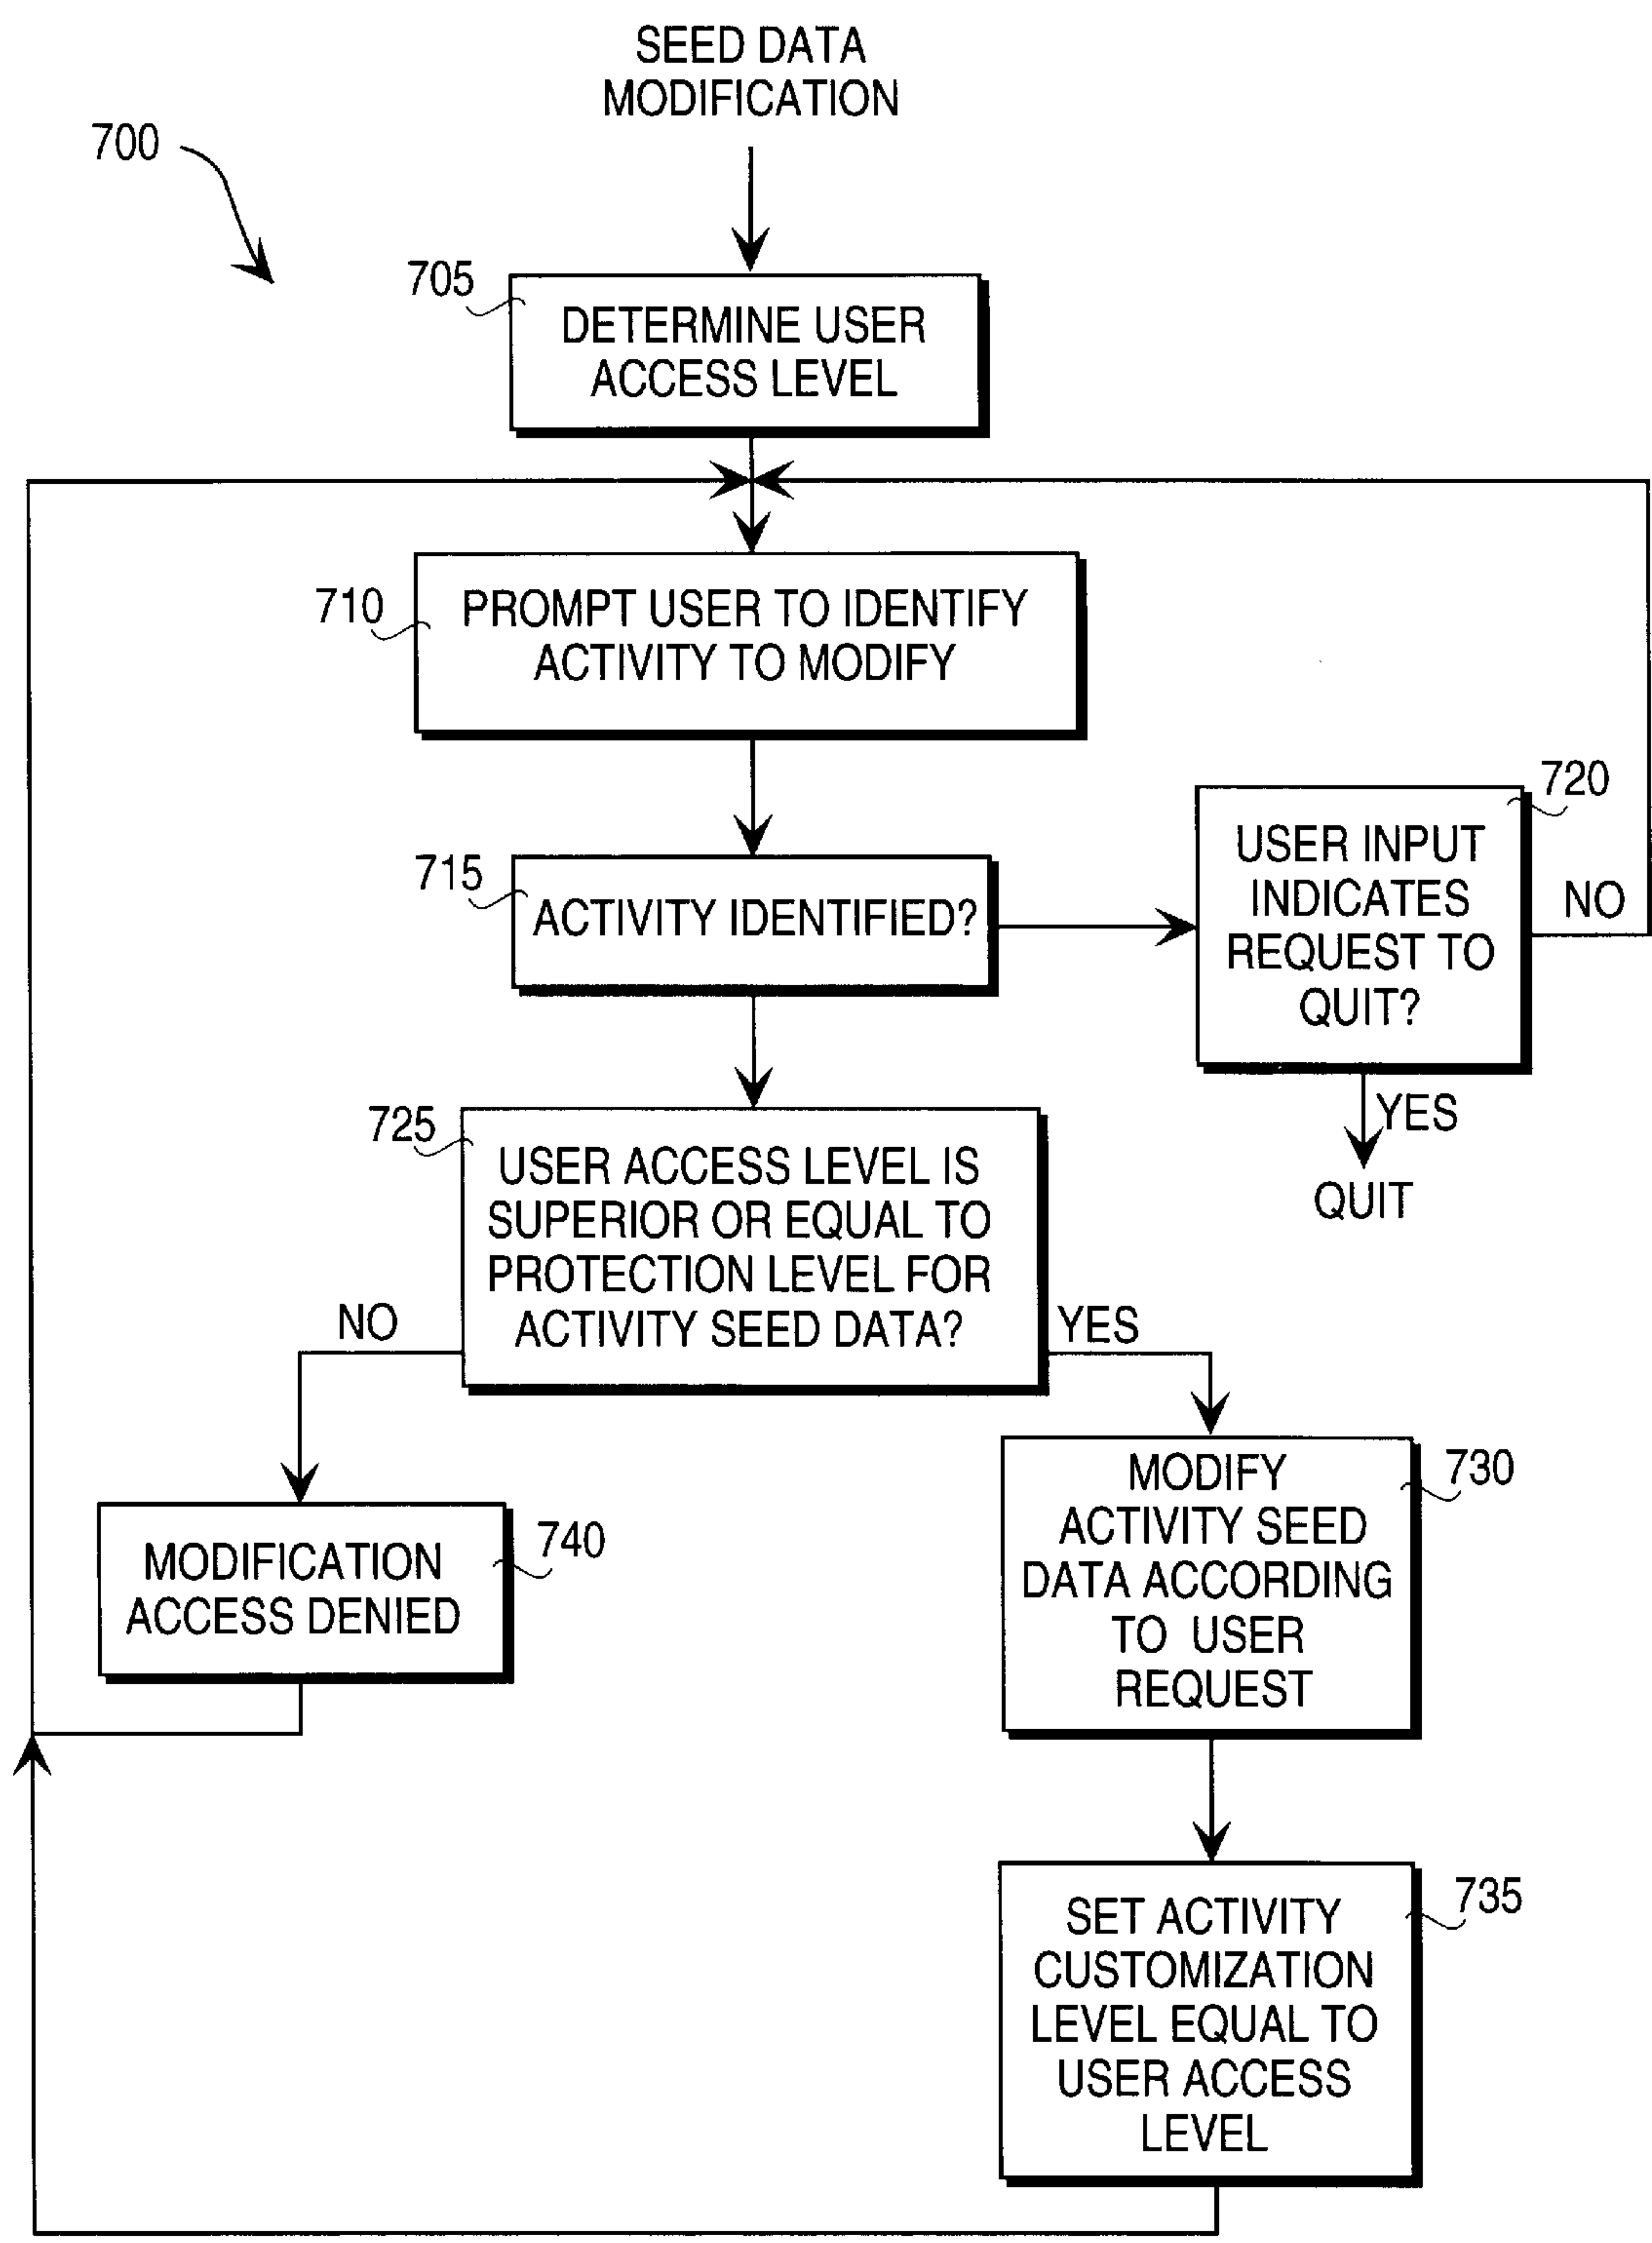 SEED DATA
MODIFICATION
700
705
DETERMINE USER
ACCESS LEVEL
710
PROMPT USER TO IDENTIFY
ACTIVITY TO MODIFY
715
ACTIVITY IDENTIFIED?
720
USER INPUT
INDICATES
REQUEST TO
QUIT?
NO
YES
QUIT
725
USER ACCESS LEVEL IS
SUPERIOR OR EQUAL TO
PROTECTION LEVEL FOR
ACTIVITY SEED DATA?
NO
YES
740
MODIFICATION
ACCESS DENIED
730
MODIFY
ACTIVITY SEED
DATA ACCORDING
TO USER
REQUEST
735
SET ACTIVITY
CUSTOMIZATION
LEVEL EQUAL TO
USER ACCESS
LEVEL